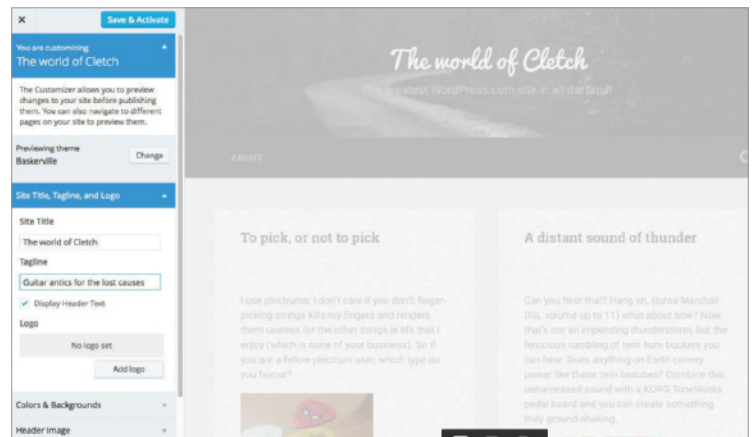 × Save & Activate
You are customizing
The world of Cletch
The Customizer allows you to preview
changes to your site before publishing
them. You can also navigate to different
pages on your site to preview them.
Previewing theme
Baskerville
Change
Site Title, Tagline, and Logo
Site Title
The world of Cletch
Tagline
Guitar antics for the lost causes
Display Header Text
Logo
No logo set
Add logo
Colors & Backgrounds
Header Image
The world of Cletch
The greatest WordPress.com site in all the land!
ABOUT
To pick, or not to pick
I use plectrums, I don't care if you don't, finger-
picking strings kills my fingers and renders
them useless for the other things in life that I
enjoy (which is none of your business). So if
you are a fellow plectrum user, which type do
you favour?
A distant sound of thunder
Can you hear that? Hang on, (turns Marshall
DSL volume up to 11) what about now? Now,
that's not an impending thunderstorm, but the
ferocious rumbling of twin hum buckers you
can hear. Does anything on Earth convey
power like these twin beauties? Combine this
unharnessed sound with a KORG ToneWorks
pedal board and you can create something
truly ground-shaking.